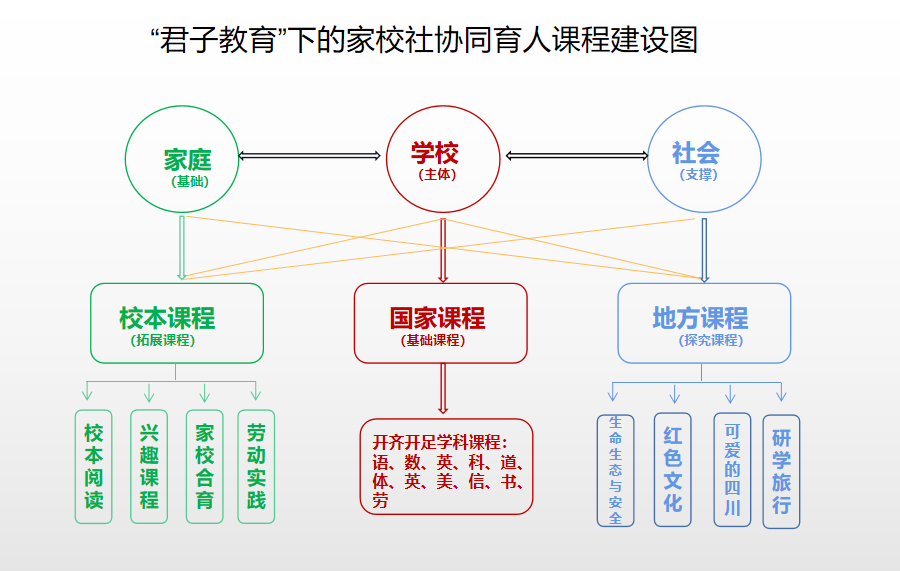 “君子教育”下的家校社协同育人课程建设图
家庭
（基础）
学校
（主体）
社会
（支撑）
校本课程
（拓展课程）
国家课程
（基础课程）
地方课程
（探究课程）
校本阅读
兴趣课程
家校合育
劳动实践
开齐开足学科课程：
语、数、英、科、道、
体、英、美、信、书、
劳
生命生态与安全
红色文化
可爱的四川
研学旅行